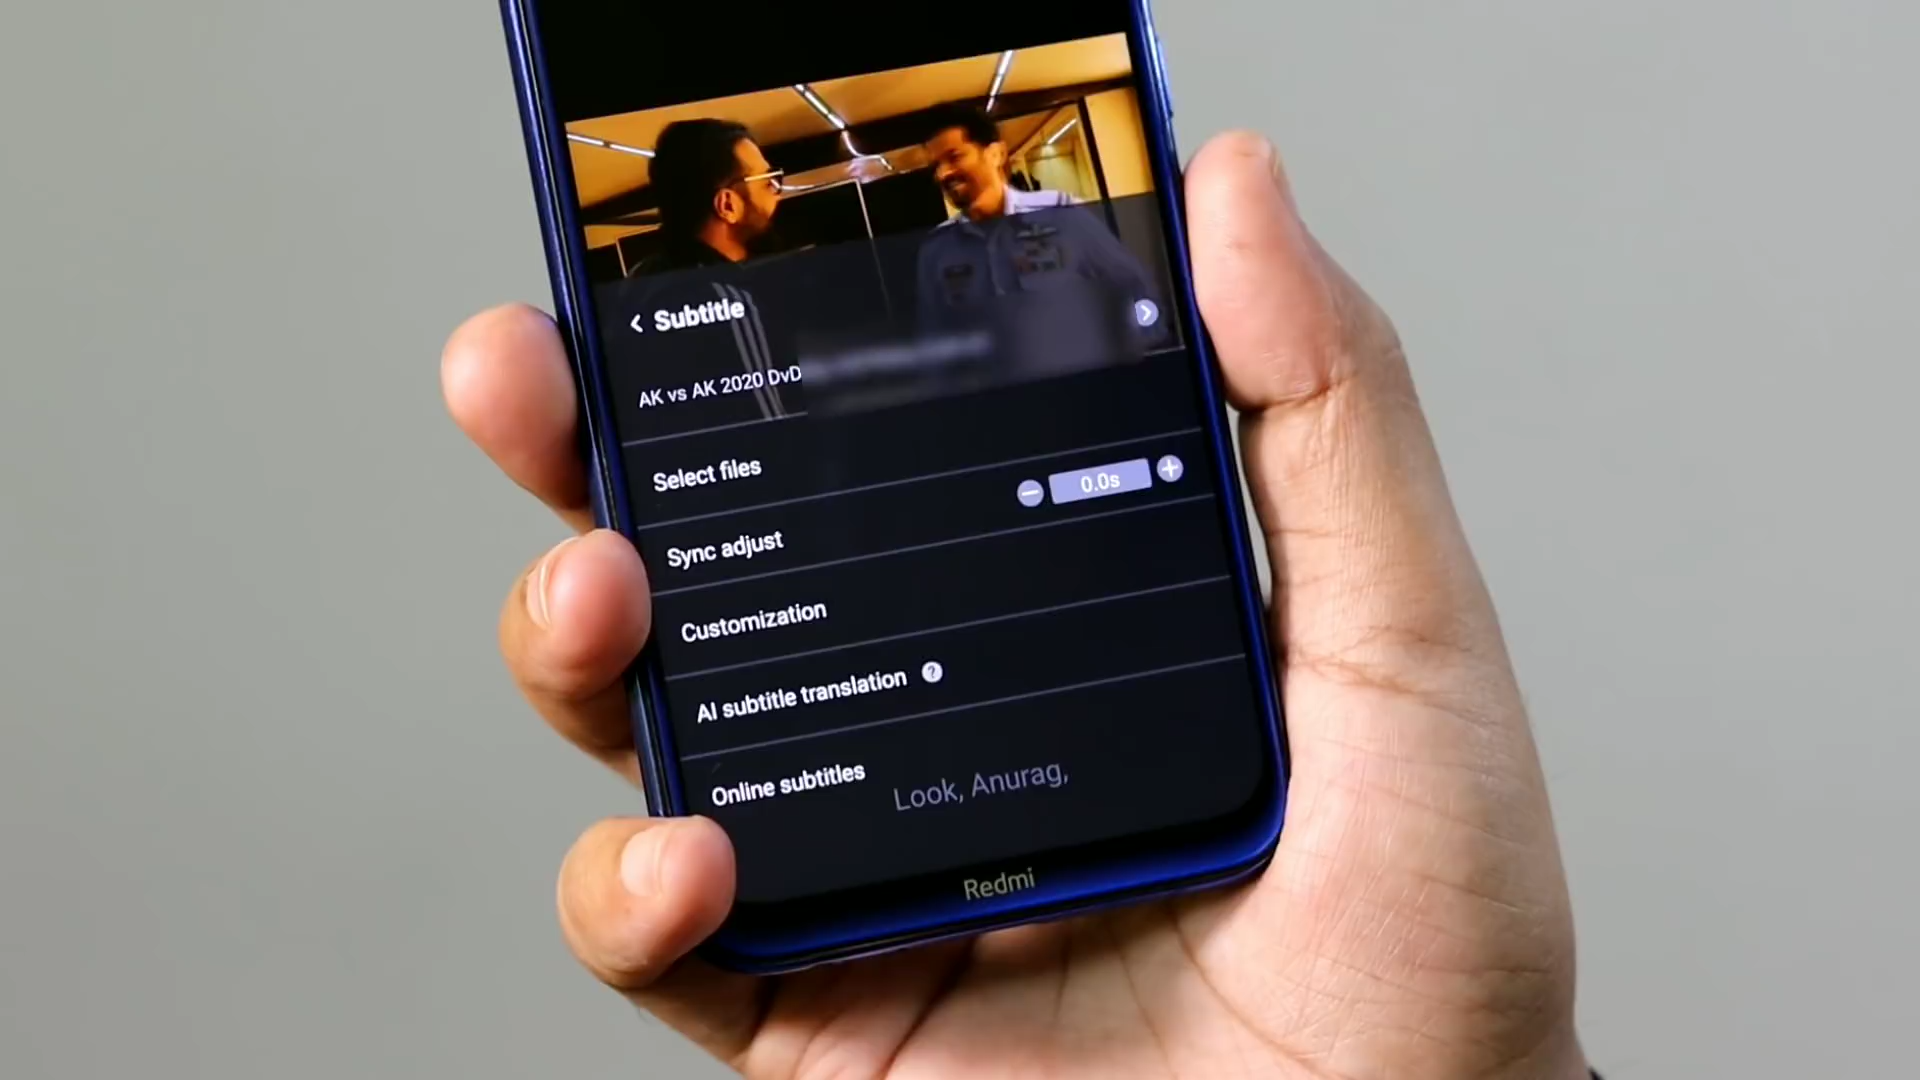 Subtitle
AK vs AK 2020 DvD
Select files
Sync adjust
0.0s
Customization
AI subtitle translation ?
Online subtitles
Look, Anurag,
Redmi